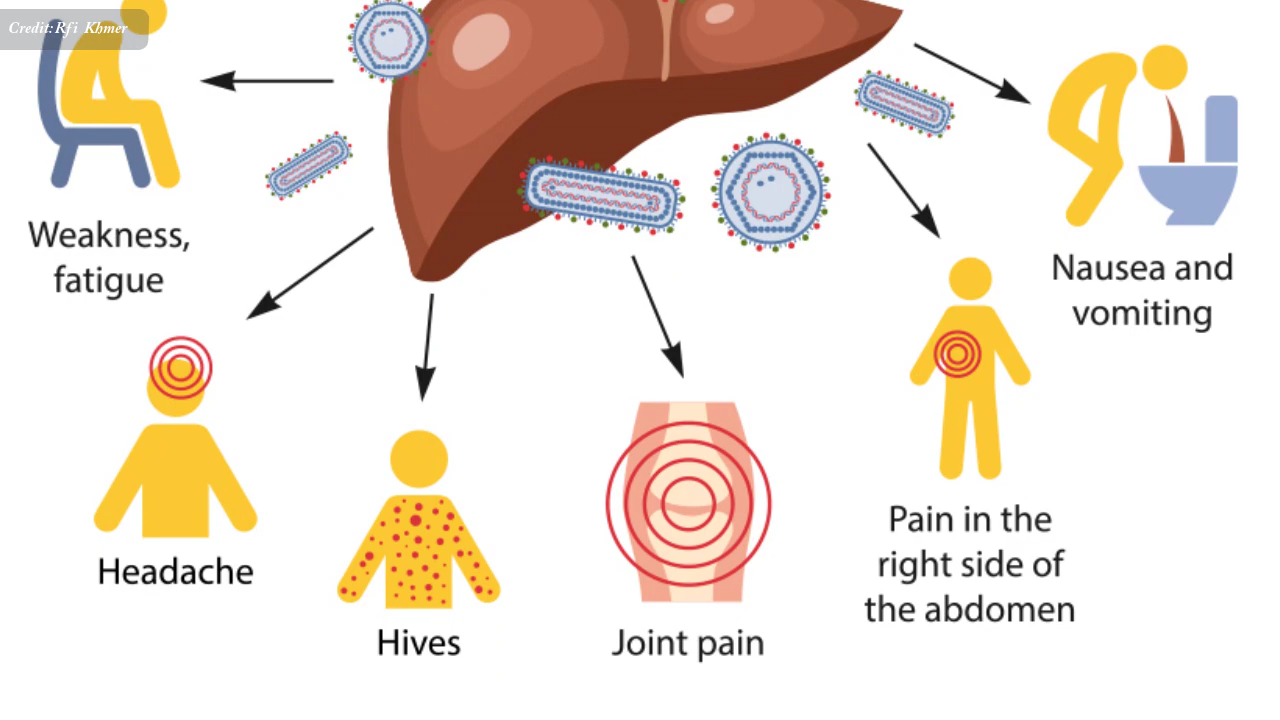 Credit:Rfi Khmer
Weakness,
fatigue
Nausea and
vomiting
Headache
Hives
Joint pain
Pain in the
right side of
the abdomen